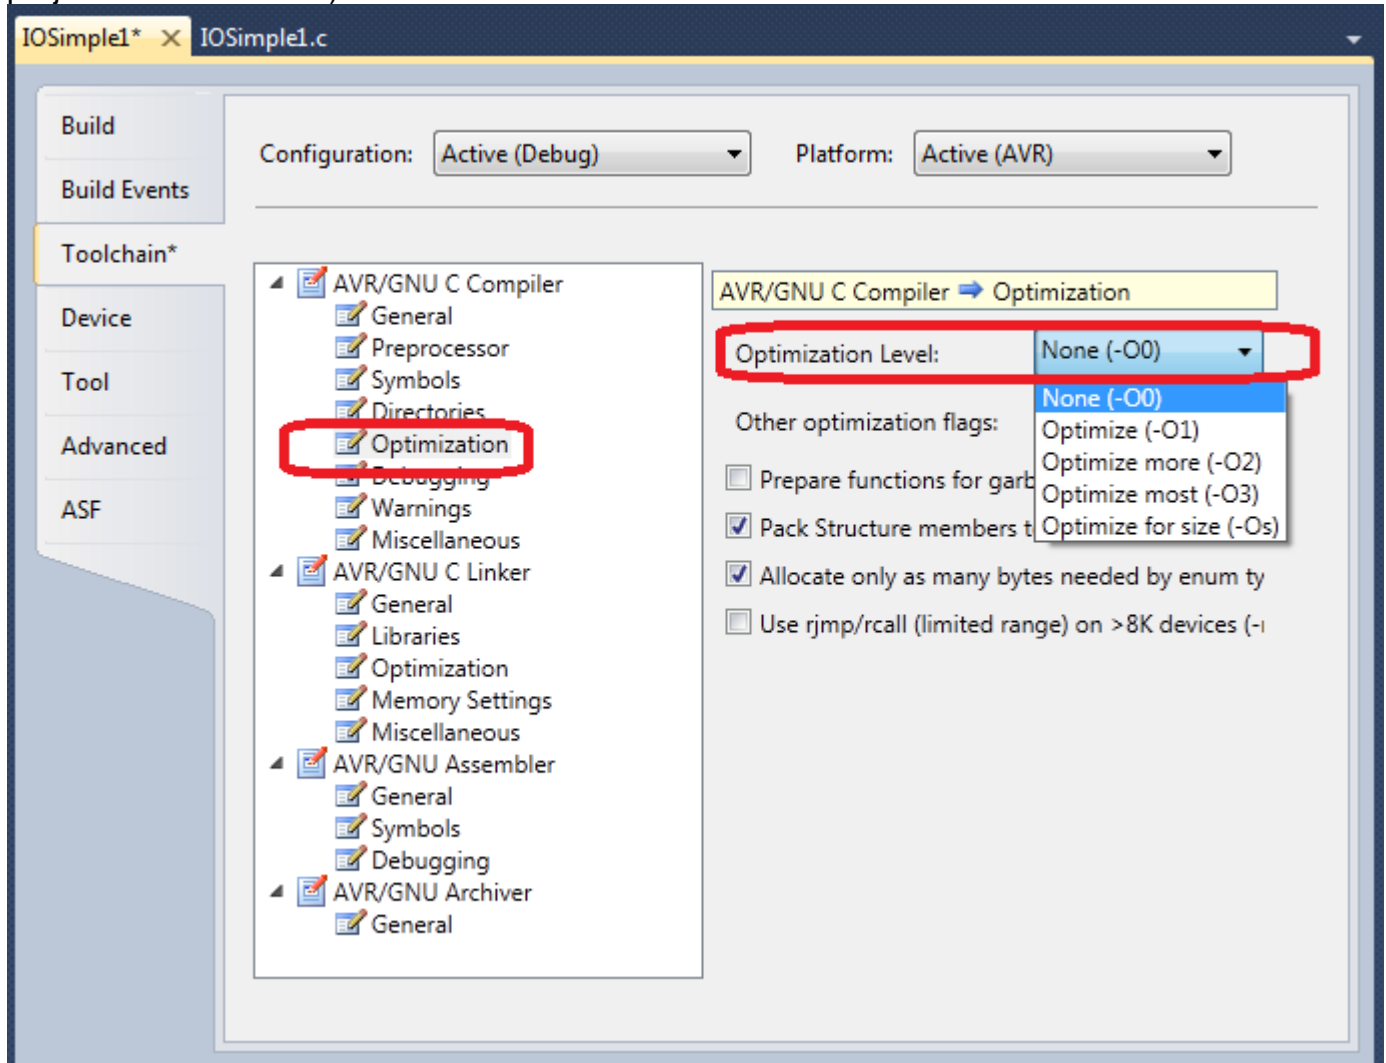 IOSimple1* IOSimple1.c
Build
Build Events
Toolchain*
Device
Tool
Advanced
ASF
Configuration: Active (Debug) Platform: Active (AVR)
AVR/GNU C Compiler
General
Preprocessor
Symbols
Directories
Optimization
Debugging
Warnings
Miscellaneous
AVR/GNU C Linker
General
Libraries
Optimization
Memory Settings
Miscellaneous
AVR/GNU Assembler
General
Symbols
Debugging
AVR/GNU Archiver
General
AVR/GNU C Compiler Optimization
Optimization Level: None (-O0)
None (-O0)
Optimize (-O1)
Optimize more (-O2)
Optimize most (-O3)
Optimize for size (-Os)
Other optimization flags:
Prepare functions for garb
Pack Structure members t
Allocate only as many bytes needed by enum ty
Use rjmp/rcall (limited range) on >8K devices (-